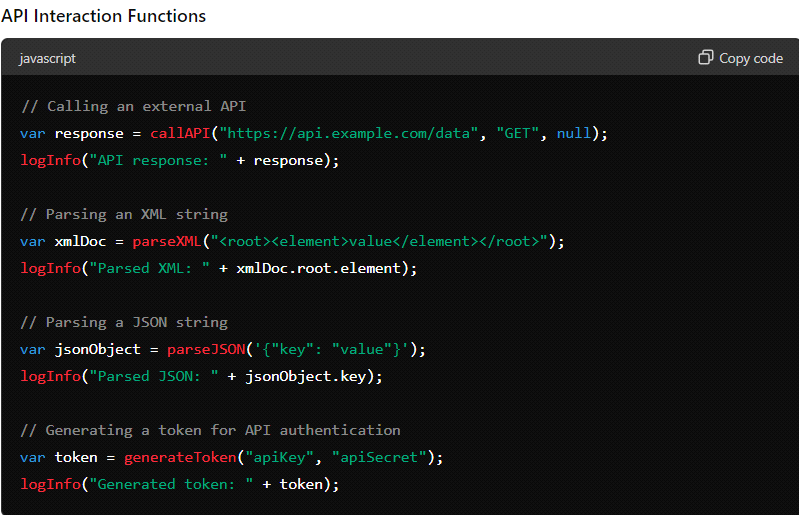 API Interaction Functions
javascript
Copy code
// Calling an external API
var response = callAPI("https://api.example.com/data", "GET", null);
logInfo("API response: " + response);
// Parsing an XML string
var xmlDoc = parseXML("<root><element>value</element></root>");
logInfo("Parsed XML: " + xmlDoc.root.element);
// Parsing a JSON string
var jsonObject = parseJSON('{"key": "value"}');
logInfo("Parsed JSON: " + jsonObject.key);
// Generating a token for API authentication
var token = generateToken("apiKey", "apiSecret");
logInfo("Generated token: " + token);